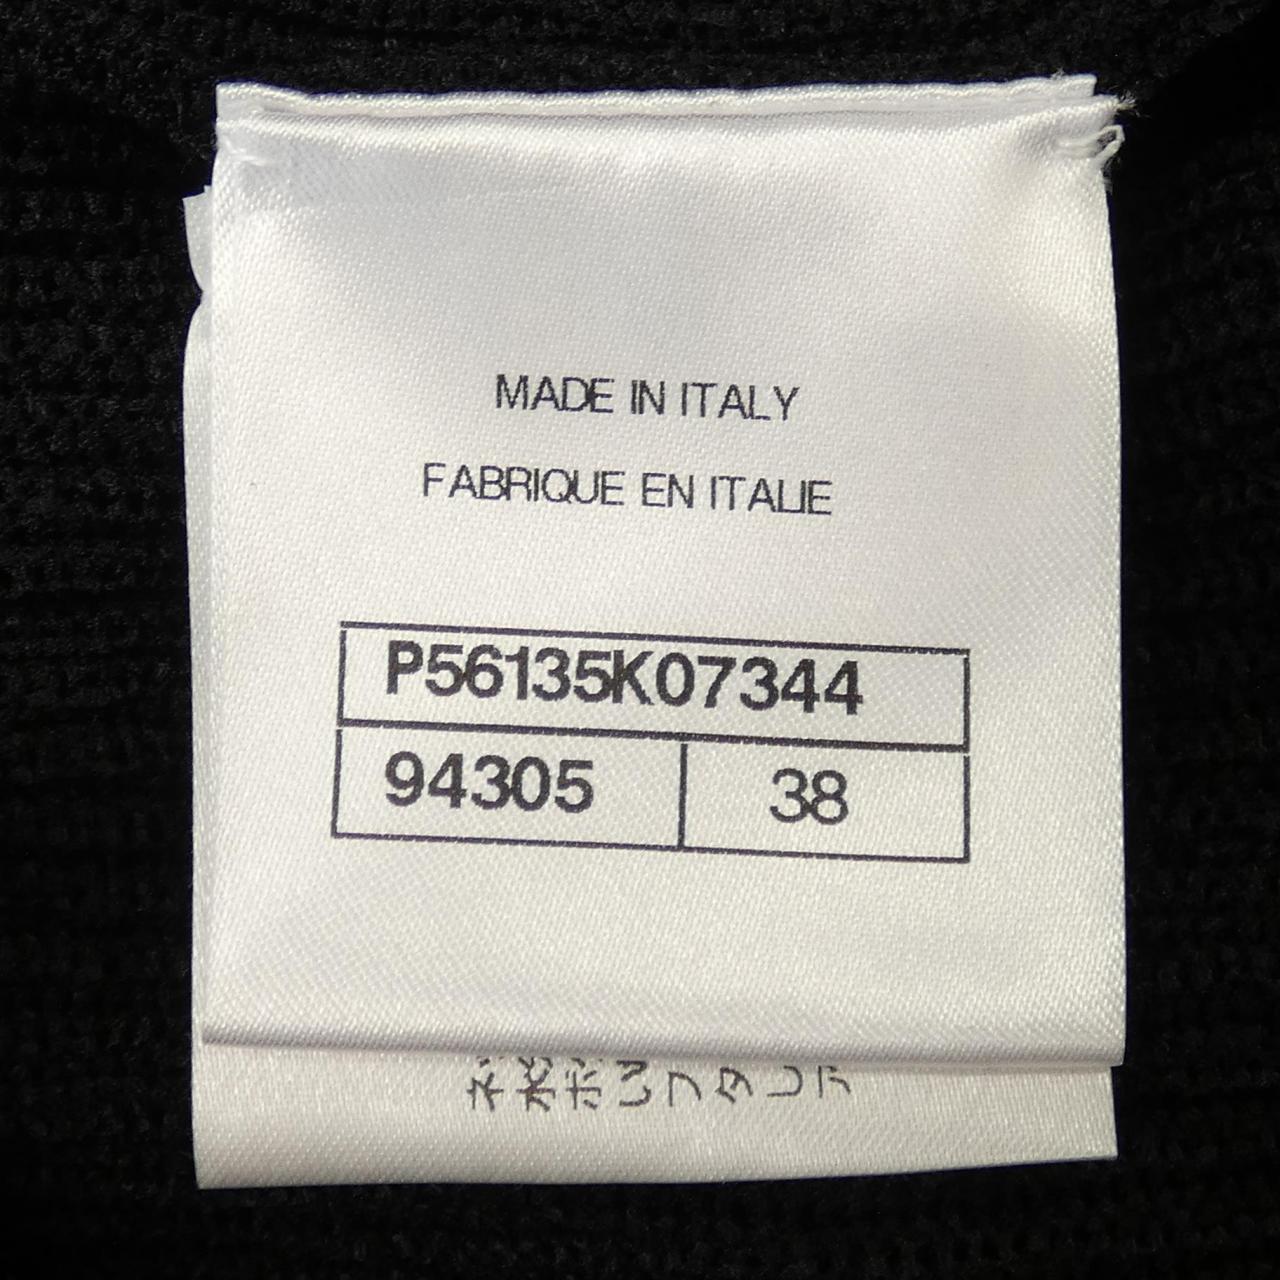 MADE IN ITALY
FABRIQUE EN ITALIE
P56135K07344
94305 38